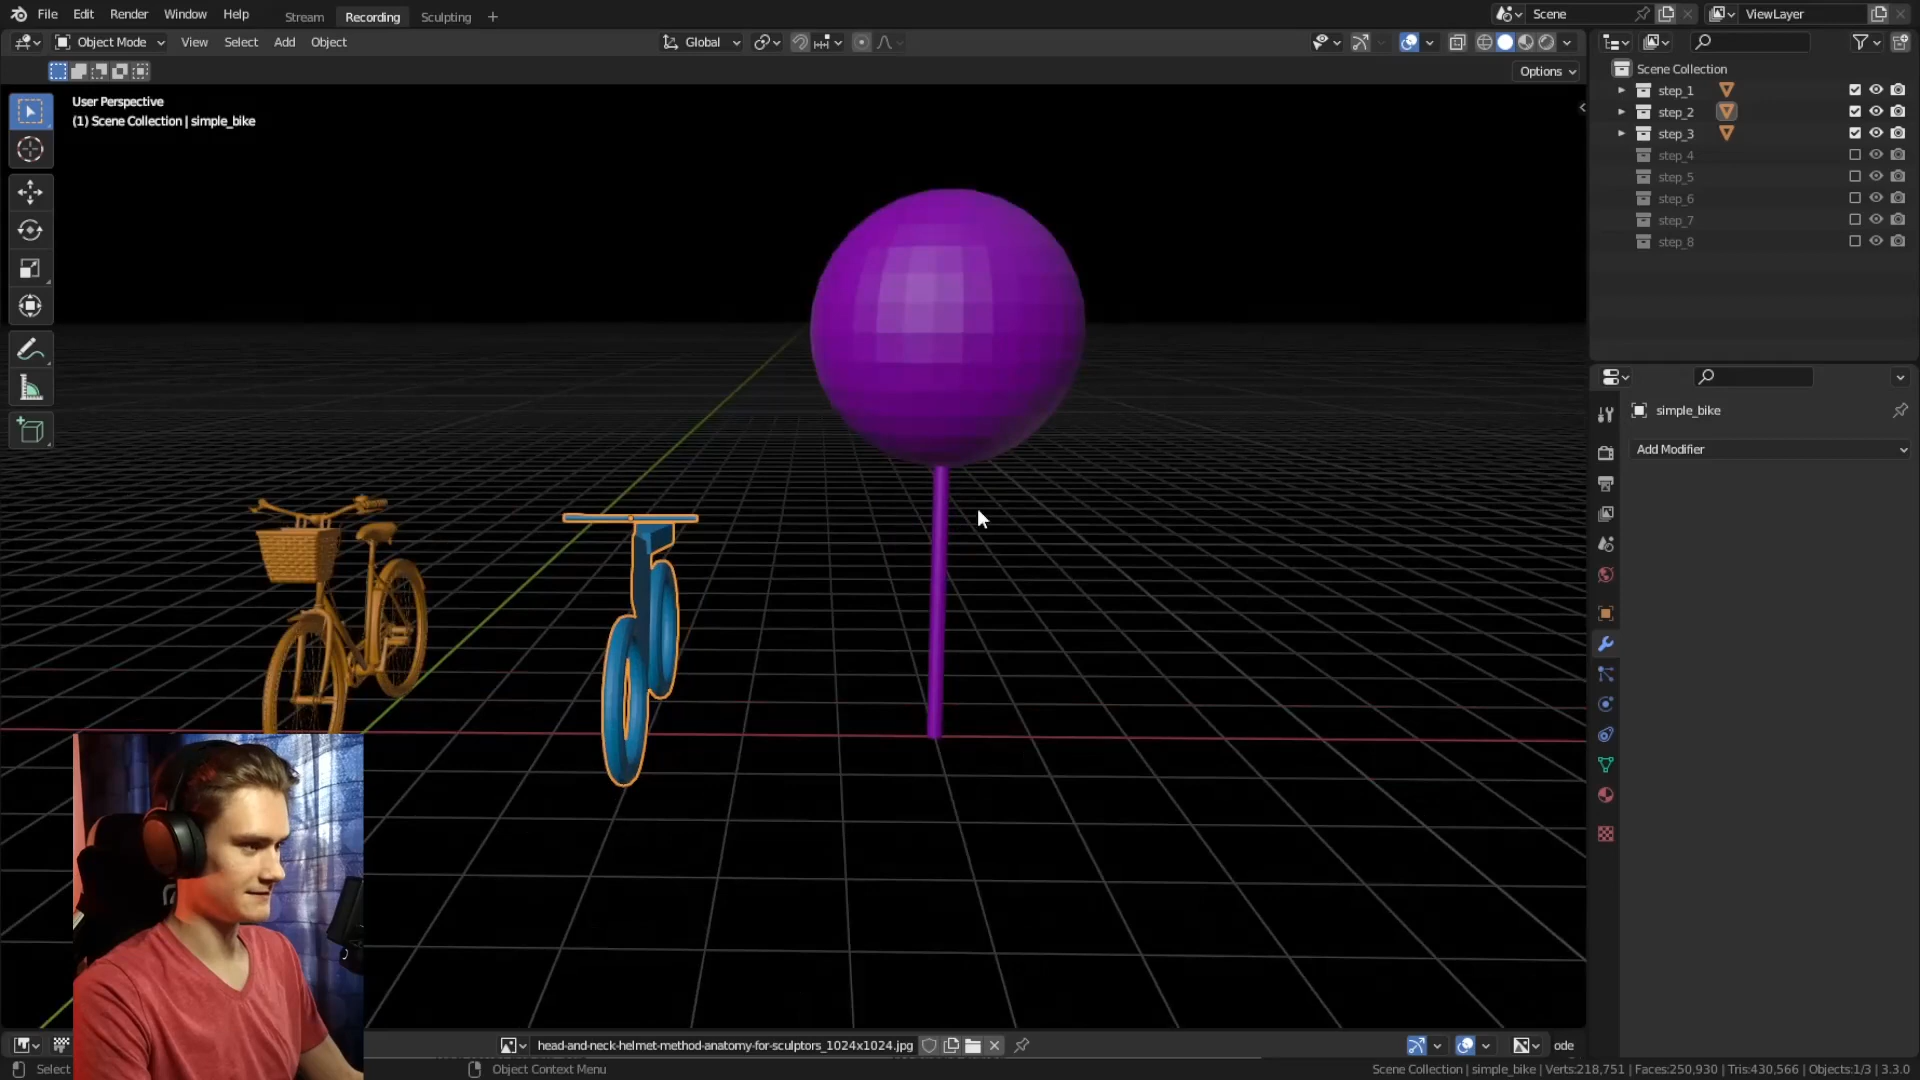 File Edit Render Window Help Stream Recording Sculpting + Scene ViewLayer
Object Mode View Select Add Object Global
Options
User Perspective
(1) Scene Collection | simple_bike
Scene Collection
step_1
step_2
step_3
step_4
step_5
step_6
step_7
step_8
simple_bike
Add Modifier
head-and-neck-helmet-method-anatomy-for-sculptors_1024x1024.jpg
ode
Select
Object Context Menu
Scene Collection | simple_bike | Verts:218,751 | Faces:250,930 | Tris:430,566 | Objects:1/3 | 3.3.0